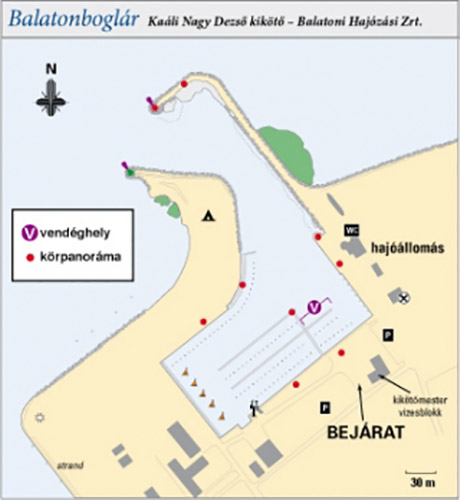 Balatonboglár Kaáli Nagy Dezső kikötő – Balatoni Hajózási Zrt.
N
V vendéghely
körpanoráma
WC
hajóállomás
V
P
P
kikötőmester
vizesblokk
BEJÁRAT
strand
30 m